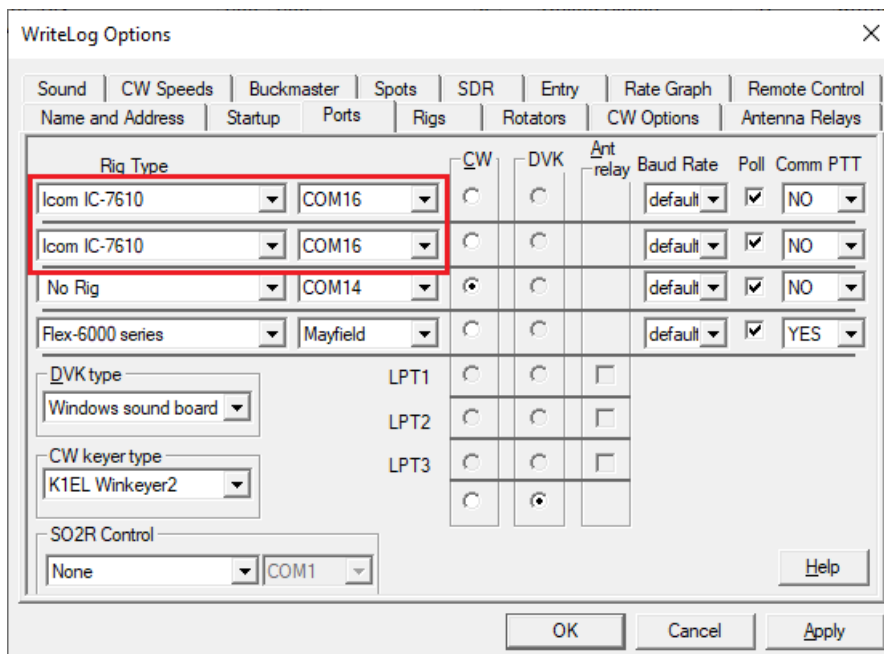 WriteLog Options
Sound CW Speeds Buckmaster Spots SDR Entry Rate Graph Remote Control
Name and Address Startup Ports Rigs Rotators CW Options Antenna Relays
Rig Type CW DVK Ant relay Baud Rate Poll Comm PTT
Icom IC-7610 COM16 default NO
Icom IC-7610 COM16 default NO
No Rig COM14 default NO
Flex-6000 series Mayfield default YES
DVK type
Windows sound board
LPT1
LPT2
CW keyer type
LPT3
K1EL Winkeyer2
SO2R Control
None COM1
Help
OK Cancel Apply